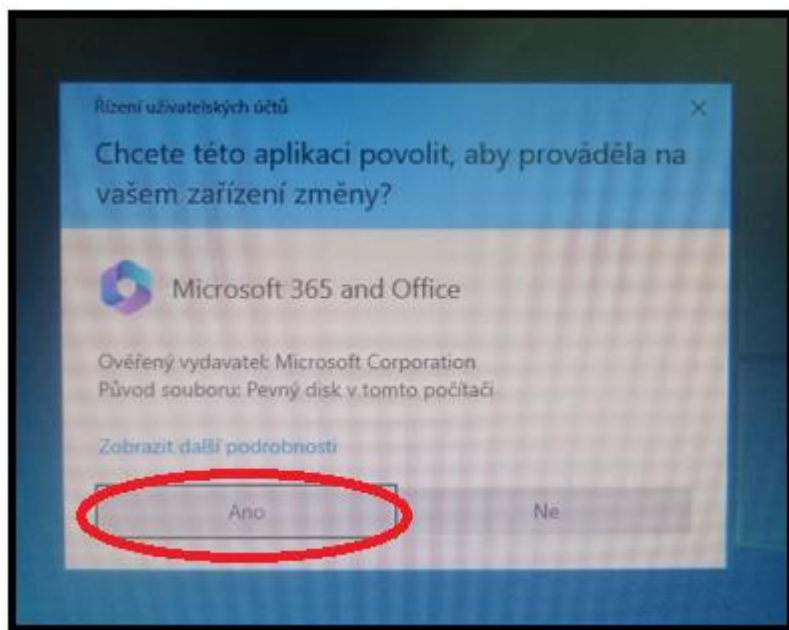 Řízení uživatelských účtů
Chcete této aplikaci povolit, aby prováděla na
vašem zařízení změny?
Microsoft 365 and Office
Ověřený vydavatel: Microsoft Corporation
Původ souboru: Pevný disk v tomto počítači
Zobrazit další podrobnosti
Ano
Ne